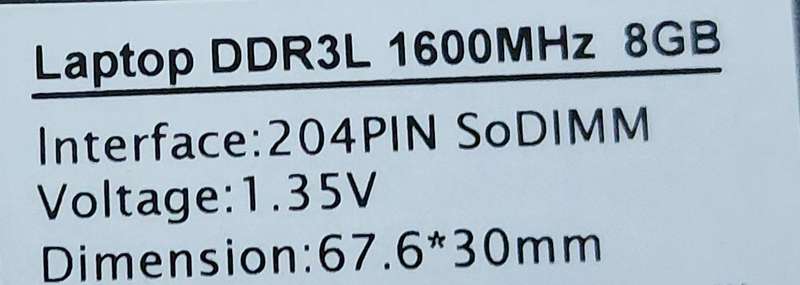 Laptop DDR3L 1600MHz 8GB
Interface:204PIN SoDIMM
Voltage:1.35V
Dimension:67.6*30mm